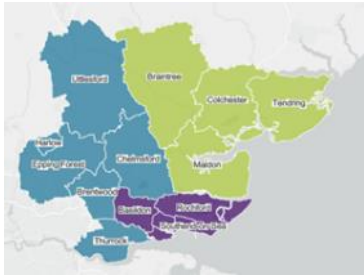 Uttlesford
Braintree
Colchester
Tendring
Harlow
Epping Forest
Chelmsford
Maldon
Brentwood
Basildon
Rochford
Southend-on-Sea
Thurrock